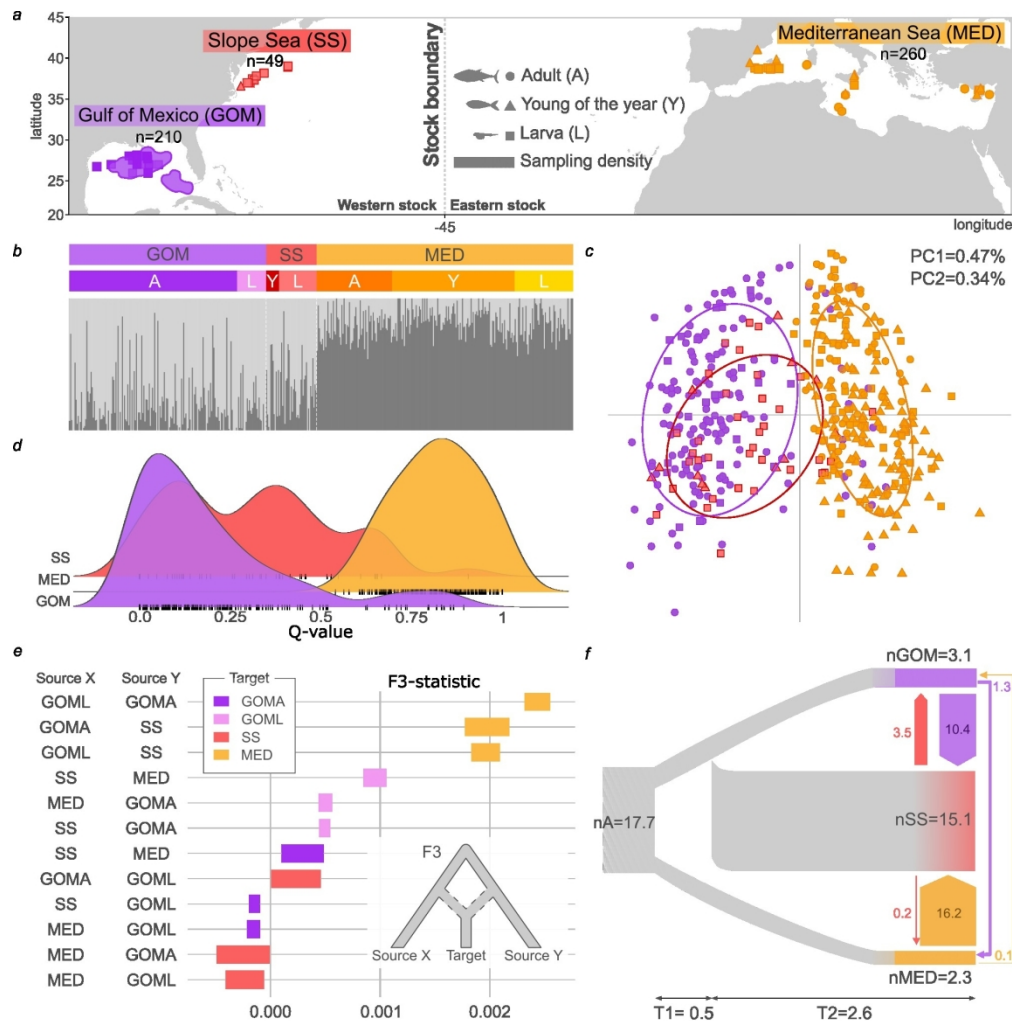 a
45
40
35
30
25
20
latitude
Slope Sea (SS)
n=49
Gulf of Mexico (GOM)
n=210
Stock boundary
Adult (A)
Young of the year (Y)
Larva (L)
Sampling density
Mediterranean Sea (MED)
n=260
Western stock
Eastern stock
-45
longitude
b
GOM SS MED
A L Y L A Y L
c
PC1=0.47%
PC2=0.34%
d
SS
MED
GOM
0.0 0.25 0.5 0.75 1.0
Q-value
e
Source X Source Y
Target
GOMA
GOML
SS
MED
F3-statistic
GOML GOMA
GOMA SS
GOML SS
SS MED
MED GOMA
SS GOMA
SS MED
GOMA GOML
SS GOML
MED GOML
MED GOMA
MED GOML
F3
Source X Target Source Y
0.000 0.001 0.002
f
nGOM=3.1
1.3
3.5
10.4
nA=17.7
nSS=15.1
0.2
16.2
0.1
nMED=2.3
T1= 0.5
T2=2.6